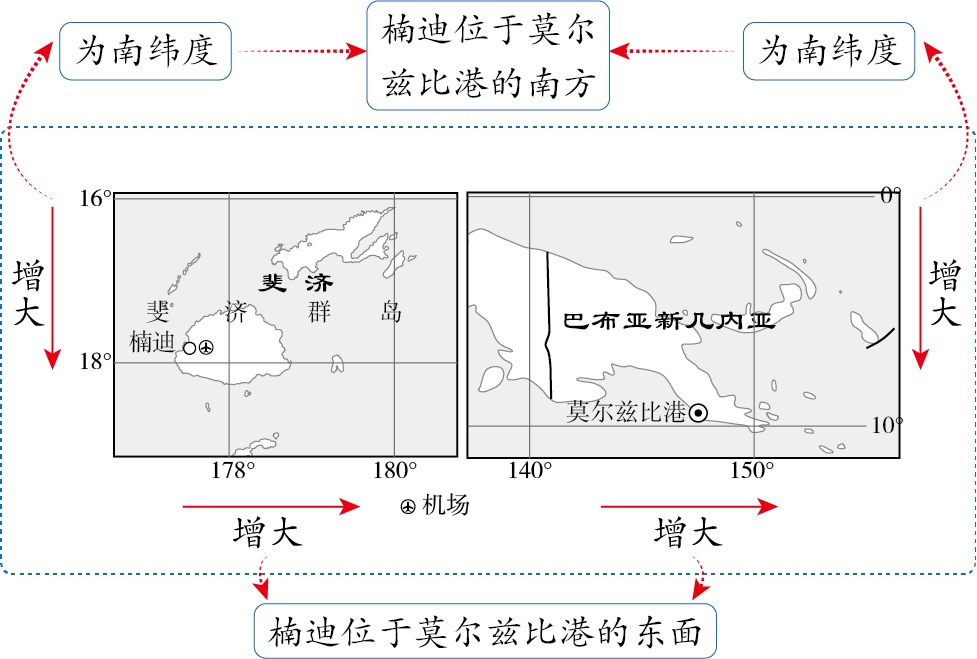 为南纬度
楠迪位于莫尔
兹比港的南方
为南纬度
增大
16°
18°
178°
180°
斐济
斐济群岛
楠迪
0°
10°
140°
150°
巴布亚新几内亚
莫尔兹比港
增大
机场
增大
增大
楠迪位于莫尔兹比港的东面